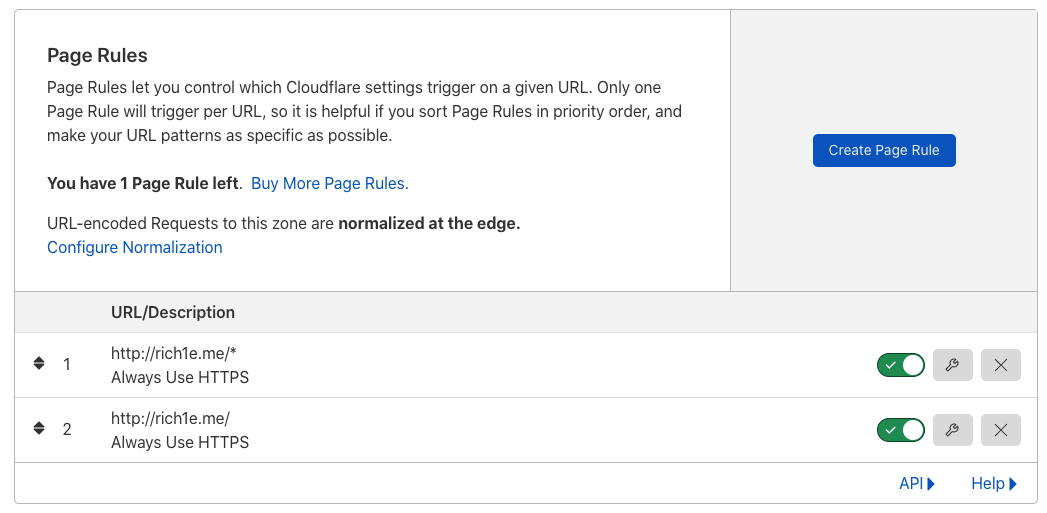 Page Rules
Page Rules let you control which Cloudflare settings trigger on a given URL. Only one
Page Rule will trigger per URL, so it is helpful if you sort Page Rules in priority order, and
make your URL patterns as specific as possible.
You have 1 Page Rule left. Buy More Page Rules.
URL-encoded Requests to this zone are normalized at the edge.
Configure Normalization
Create Page Rule
URL/Description
1
http://rich1e.me/*
Always Use HTTPS
2
http://rich1e.me/
Always Use HTTPS
API
Help